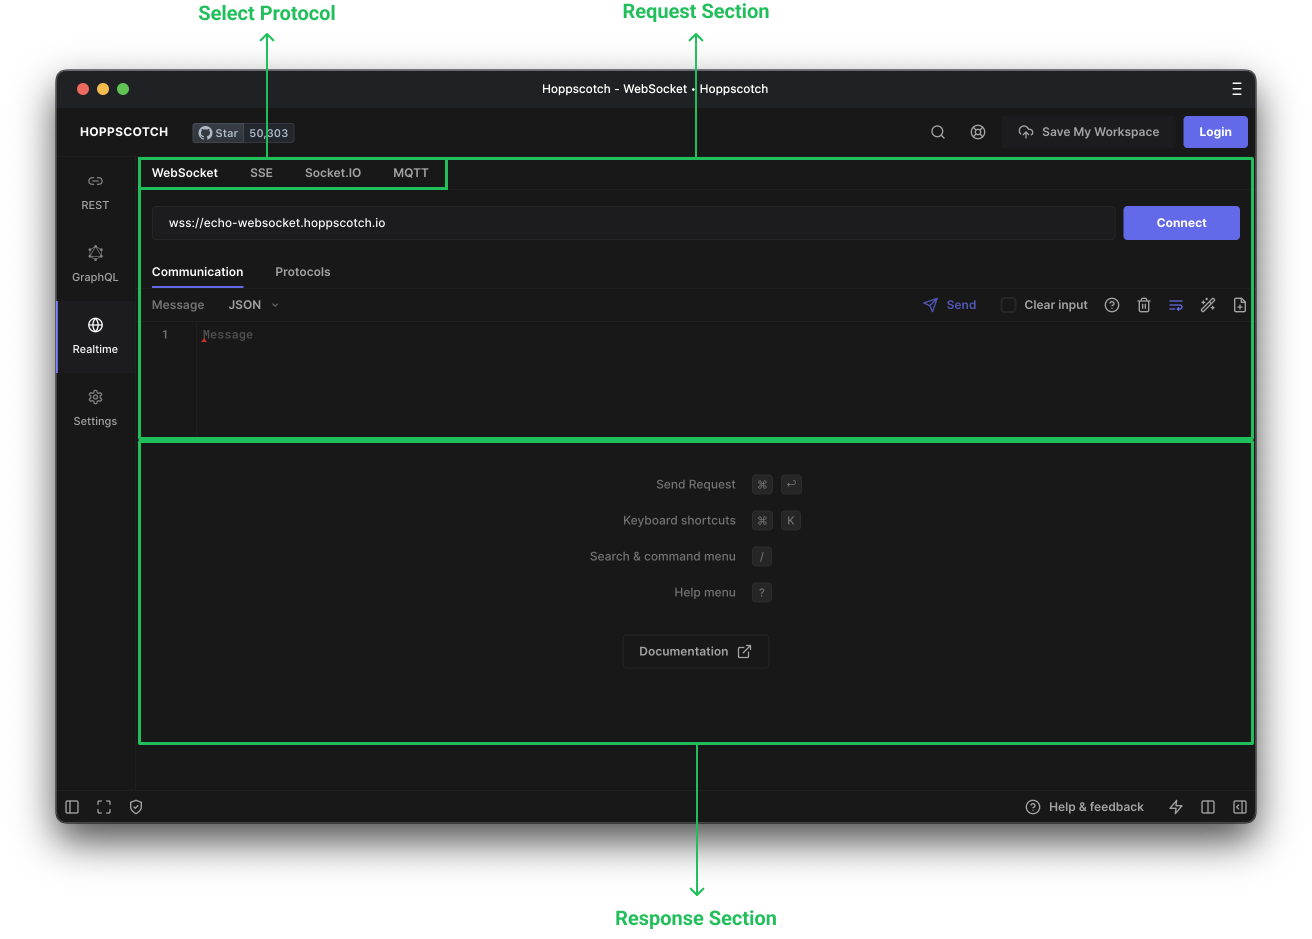 Select Protocol
Request Section
Hoppscotch - WebSocket • Hoppscotch
HOPPSCOTCH
Star 50,303
Save My Workspace
Login
WebSocket SSE Socket.IO MQTT
REST
wss://echo-websocket.hoppscotch.io
Connect
GraphQL
Communication Protocols
Message JSON
Send
Clear input
1 Message
Realtime
Settings
Send Request ⌘ ↩
Keyboard shortcuts ⌘ K
Search & command menu /
Help menu ?
Documentation
Help & feedback
Response Section